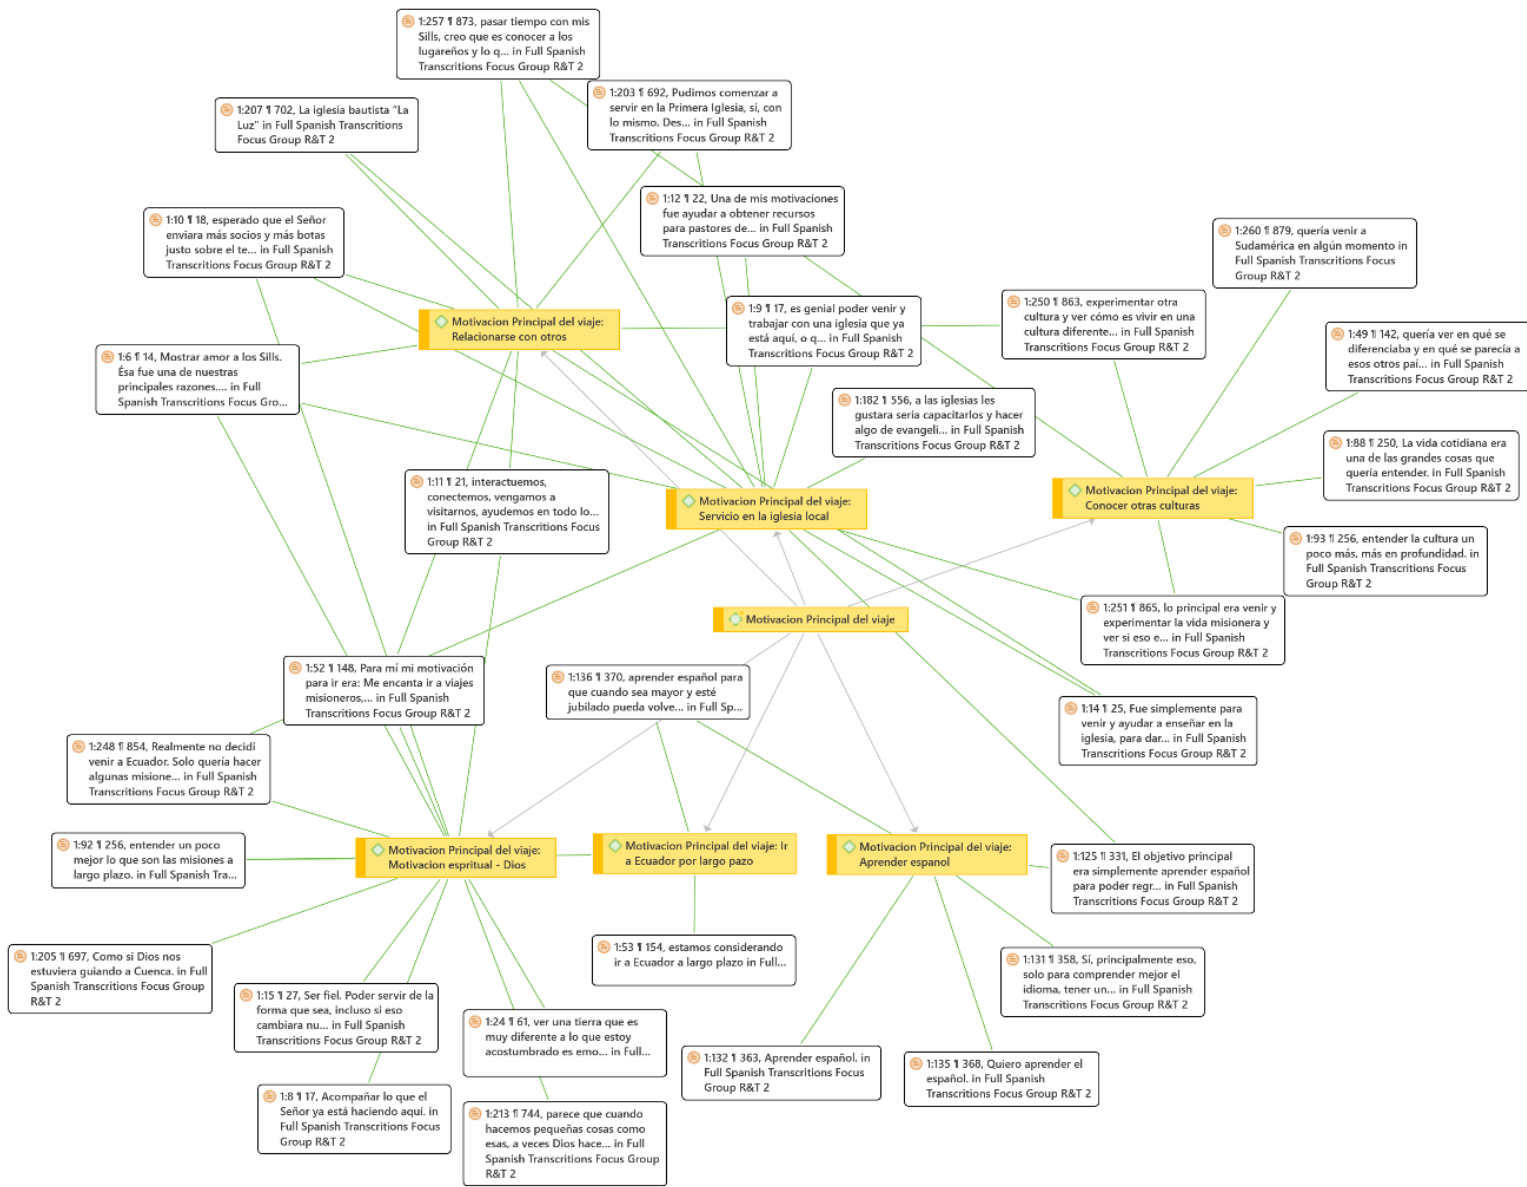 1:257 ¶ 873, pasar tiempo con mis
Sills, creo que es conocer a los
lugareños y lo q... in Full Spanish
Transcritions Focus Group R&T 2
1:203 ¶ 692, Pudimos comenzar a
servir en la Primera Iglesia, sí, con
lo mismo. Des... in Full Spanish
Transcritions Focus Group R&T 2
1:207 ¶ 702, La iglesia bautista "La
Luz" in Full Spanish Transcritions
Focus Group R&T 2
1:12 ¶ 22, Una de mis motivaciones
fue ayudar a obtener recursos
para pastores de... in Full Spanish
Transcritions Focus Group R&T 2
1:10 ¶ 18, esperado que el Señor
enviara más socios y más botas
justo sobre el te... in Full Spanish
Transcritions Focus Group R&T 2
1:260 ¶ 879, quería venir a
Sudamérica en algún momento in
Full Spanish Transcritions Focus
Group R&T 2
1:9 ¶ 17, es genial poder venir y
trabajar con una iglesia que ya
está aquí, o q... in Full Spanish
Transcritions Focus Group R&T 2
1:250 ¶ 863, experimentar otra
cultura y ver cómo es vivir en una
cultura diferente... in Full Spanish
Transcritions Focus Group R&T 2
Motivacion Principal del viaje:
Relacionarse con otros
1:49 ¶ 142, quería ver en qué se
diferenciaba y en qué se parecía a
esos otros paí... in Full Spanish
Transcritions Focus Group R&T 2
1:6 ¶ 14, Mostrar amor a los Sills.
Ésa fue una de nuestras
principales razones.... in Full
Spanish Transcritions Focus Gro...
1:182 ¶ 556, a las iglesias les
gustara sería capacitarlos y hacer
algo de evangeli... in Full Spanish
Transcritions Focus Group R&T 2
1:88 ¶ 250, La vida cotidiana era
una de las grandes cosas que
quería entender. in Full Spanish
Transcritions Focus Group R&T 2
1:11 ¶ 21, interactuemos,
conectemos, vengamos a
visitarnos, ayudemos en todo lo...
in Full Spanish Transcritions Focus
Group R&T 2
Motivacion Principal del viaje:
Servicio en la iglesia local
Motivacion Principal del viaje:
Conocer otras culturas
1:93 ¶ 256, entender la cultura un
poco más, más en profundidad. in
Full Spanish Transcritions Focus
Group R&T 2
1:251 ¶ 865, lo principal era venir y
experimentar la vida misionera y
ver si eso e... in Full Spanish
Transcritions Focus Group R&T 2
Motivacion Principal del viaje
1:52 ¶ 148, Para mí mi motivación
para ir era: Me encanta ir a viajes
misioneros,... in Full Spanish
Transcritions Focus Group R&T 2
1:136 ¶ 370, aprender español para
que cuando sea mayor y esté
jubilado pueda volve... in Full Sp...
1:14 ¶ 25, Fue simplemente para
venir y ayudar a enseñar en la
iglesia, para dar... in Full Spanish
Transcritions Focus Group R&T 2
1:248 ¶ 854, Realmente no decidí
venir a Ecuador. Solo quería hacer
algunas misione... in Full Spanish
Transcritions Focus Group R&T 2
1:92 ¶ 256, entender un poco
mejor lo que son las misiones a
largo plazo. in Full Spanish Tra...
Motivacion Principal del viaje:
Motivacion espritual - Dios
Motivacion Principal del viaje: Ir
a Ecuador por largo pazo
Motivacion Principal del viaje:
Aprender espanol
1:125 ¶ 331, El objetivo principal
era simplemente aprender español
para poder regr... in Full Spanish
Transcritions Focus Group R&T 2
1:205 ¶ 697, Como si Dios nos
estuviera guiando a Cuenca. in Full
Spanish Transcritions Focus Group
R&T 2
1:53 ¶ 154, estamos considerando
ir a Ecuador a largo plazo in Full...
1:131 ¶ 358, Sí, principalmente eso,
solo para comprender mejor el
idioma, tener un... in Full Spanish
Transcritions Focus Group R&T 2
1:15 ¶ 27, Ser fiel. Poder servir de la
forma que sea, incluso si eso
cambiara nu... in Full Spanish
Transcritions Focus Group R&T 2
1:24 ¶ 61, ver una tierra que es
muy diferente a lo que estoy
acostumbrado es emo... in Full...
1:132 ¶ 363, Aprender español. in
Full Spanish Transcritions Focus
Group R&T 2
1:135 ¶ 368, Quiero aprender el
español. in Full Spanish
Transcritions Focus Group R&T 2
1:8 ¶ 17, Acompañar lo que el
Señor ya está haciendo aquí. in
Full Spanish Transcritions Focus
Group R&T 2
1:213 ¶ 744, parece que cuando
hacemos pequeñas cosas como
esas, a veces Dios hace... in Full
Spanish Transcritions Focus Group
R&T 2